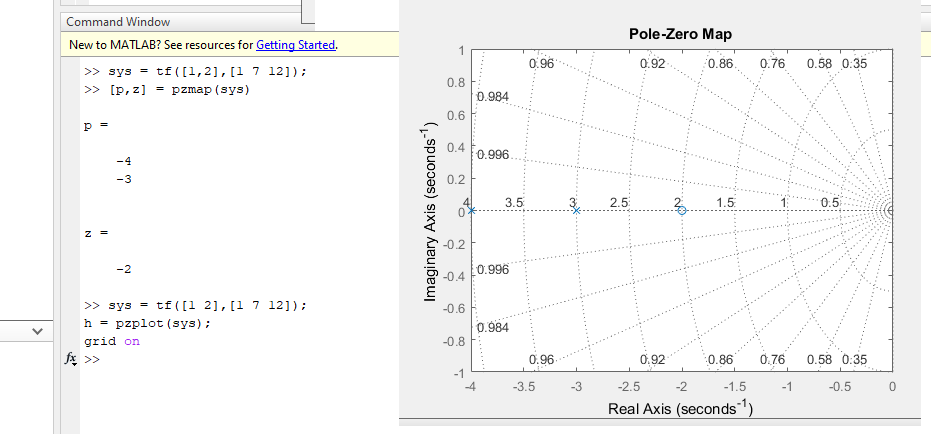 Command Window
New to MATLAB? See resources for Getting Started.
>> sys = tf([1,2],[1 7 12]);
>> [p,z] = pzmap(sys)
p =
-4
-3
z =
-2
>> sys = tf([1 2],[1 7 12]);
h = pzplot(sys);
grid on
fx >>
Pole-Zero Map
Imaginary Axis (seconds-1)
1
0.8
0.6
0.4
0.2
0
-0.2
-0.4
-0.6
-0.8
-1
0.96 0.92 0.86 0.76 0.58 0.35
0.984
0.996
4 3.5 3 2.5 2 1.5 1 0.5
0.996
0.984
0.96 0.92 0.86 0.76 0.58 0.35
-4 -3.5 -3 -2.5 -2 -1.5 -1 -0.5 0
Real Axis (seconds-1)